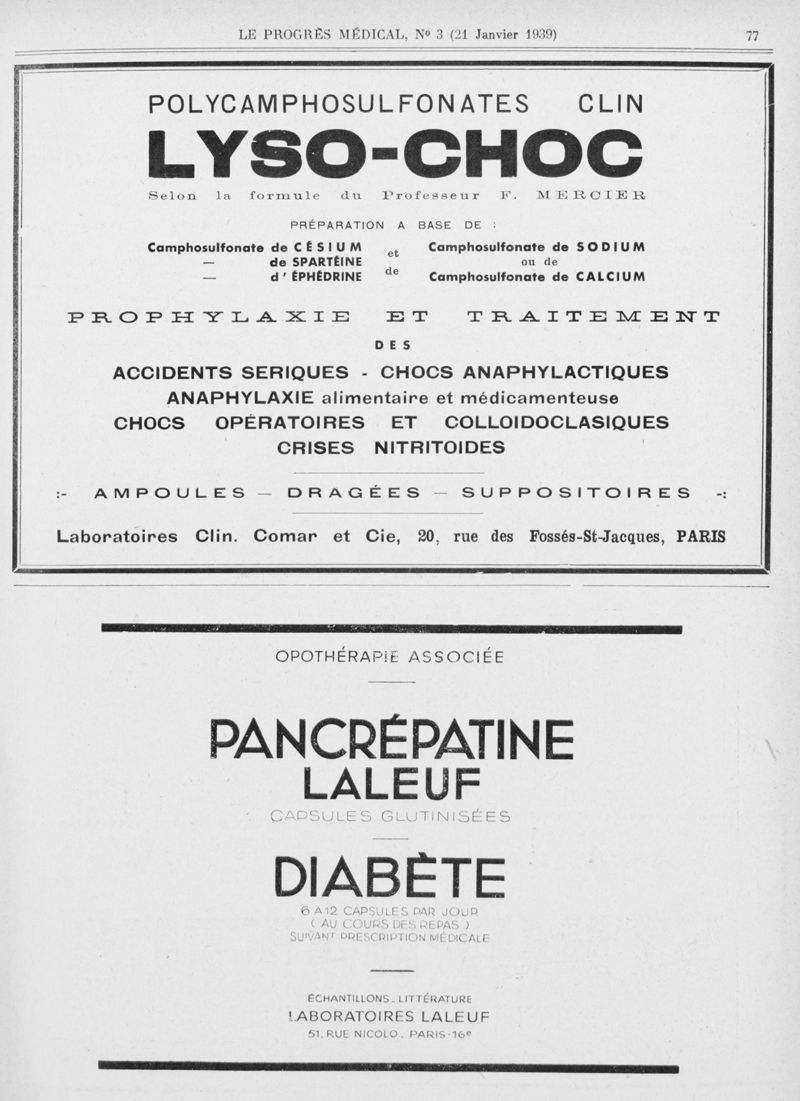 LE PROGRÈS MÉDICAL, No 3 (21 Janvier 1939) 77
POLYCAMPHOSULFONATES CLIN
LYSO-CHOC
Selon la formule du Professeur F. MERCIER
PRÉPARATION A BASE DE :
Camphosulfonate de CÉSIUM
— de SPARTÉINE
— d'ÉPHÉDRINE
et
de
Camphosulfonate de SODIUM
ou de
Camphosulfonate de CALCIUM
PROPHYLAXIE ET TRAITEMENT
DES
ACCIDENTS SERIQUES - CHOCS ANAPHYLACTIQUES
ANAPHYLAXIE alimentaire et médicamenteuse
CHOCS OPÉRATOIRES ET COLLOIDOCLASIQUES
CRISES NITRITOIDES
:- AMPOULES — DRAGÉES — SUPPOSITOIRES -:
Laboratoires Clin. Comar et Cie, 20, rue des Fossés-St-Jacques, PARIS
OPOTHÉRAPIE ASSOCIÉE
PANCRÉPATINE
LALEUF
CAPSULES GLUTINISÉES
DIABÈTE
6 A 12 CAPSULES PAR JOUR
( AU COURS DES REPAS )
SUIVANT PRESCRIPTION MÉDICALE
ÉCHANTILLONS. LITTÉRATURE
LABORATOIRES LALEUF
51. RUE NICOLO. PARIS-16e